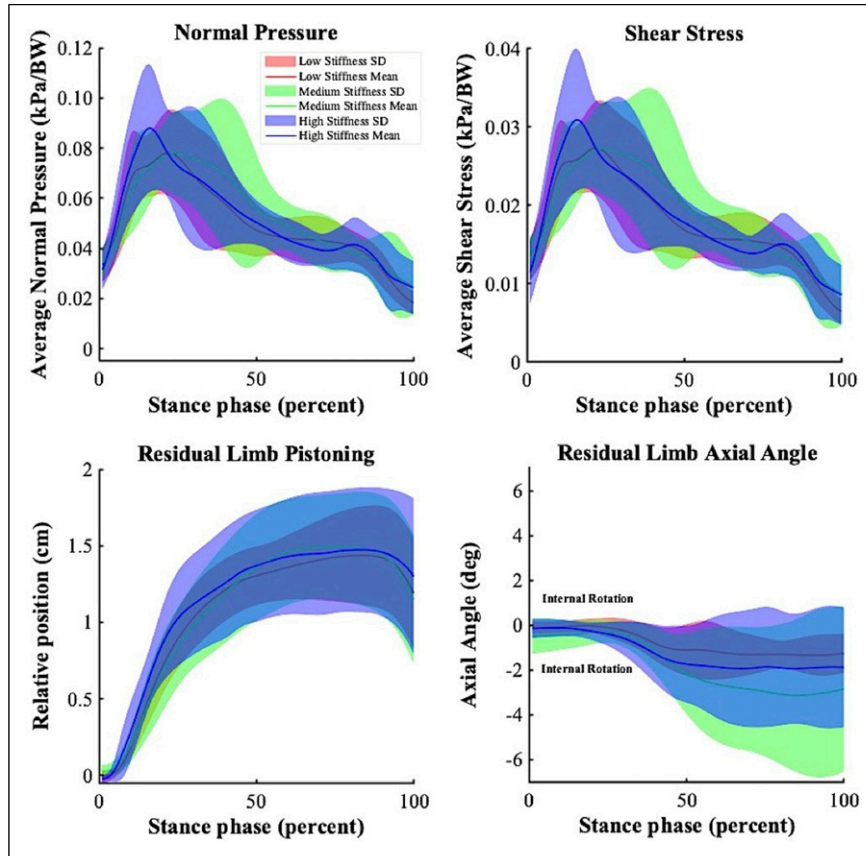 Normal Pressure
Average Normal Pressure (kPa/BW)
0.12
0.10
0.08
0.06
0.04
0.02
0
Low Stiffness SD
Low Stiffness Mean
Medium Stiffness SD
Medium Stiffness Mean
High Stiffness SD
High Stiffness Mean
0 50 100
Stance phase (percent)
Shear Stress
Average Shear Stress (kPa/BW)
0.04
0.03
0.02
0.01
0
0 50 100
Stance phase (percent)
Residual Limb Pistoning
Relative position (cm)
2
1.5
1
0.5
0
0 50 100
Stance phase (percent)
Residual Limb Axial Angle
Axial Angle (deg)
6
4
2
Internal Rotation
0
Internal Rotation
-2
-4
-6
0 50 100
Stance phase (percent)